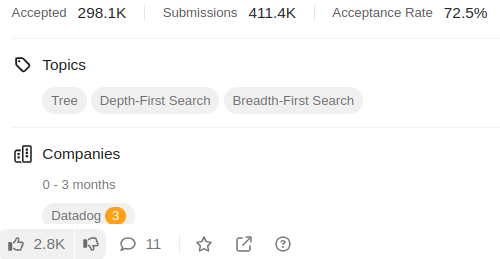 Accepted 298.1K Submissions 411.4K Acceptance Rate 72.5%
Topics
Tree Depth-First Search Breadth-First Search
Companies
0 - 3 months
Datadog 3
2.8K 11